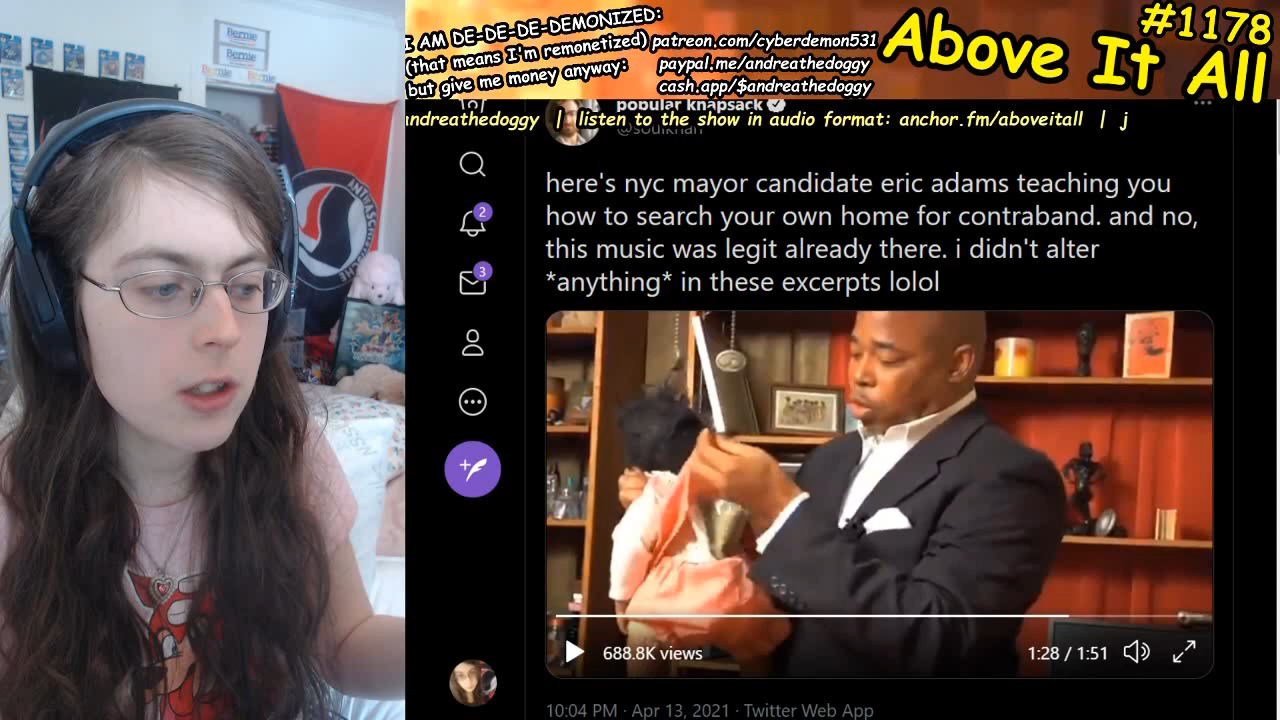 I AM DE-DE-DE-DEMONIZED:
(that means I'm remonetized)
but give me money anyway:
patreon.com/cyberdemon531
paypal.me/andreathedoggy
cash.app/$andreathedoggy
Above It All
#1178
andreathedoggy | listen to the show in audio format: anchor.fm/aboveitall | j
popular knapsack
@soulkhan
here's nyc mayor candidate eric adams teaching you
how to search your own home for contraband. and no,
this music was legit already there. i didn't alter
*anything* in these excerpts lolol
2
3
688.8K views
1:28 / 1:51
10:04 PM · Apr 13, 2021 · Twitter Web App
Bernie
Bernie
Bernie